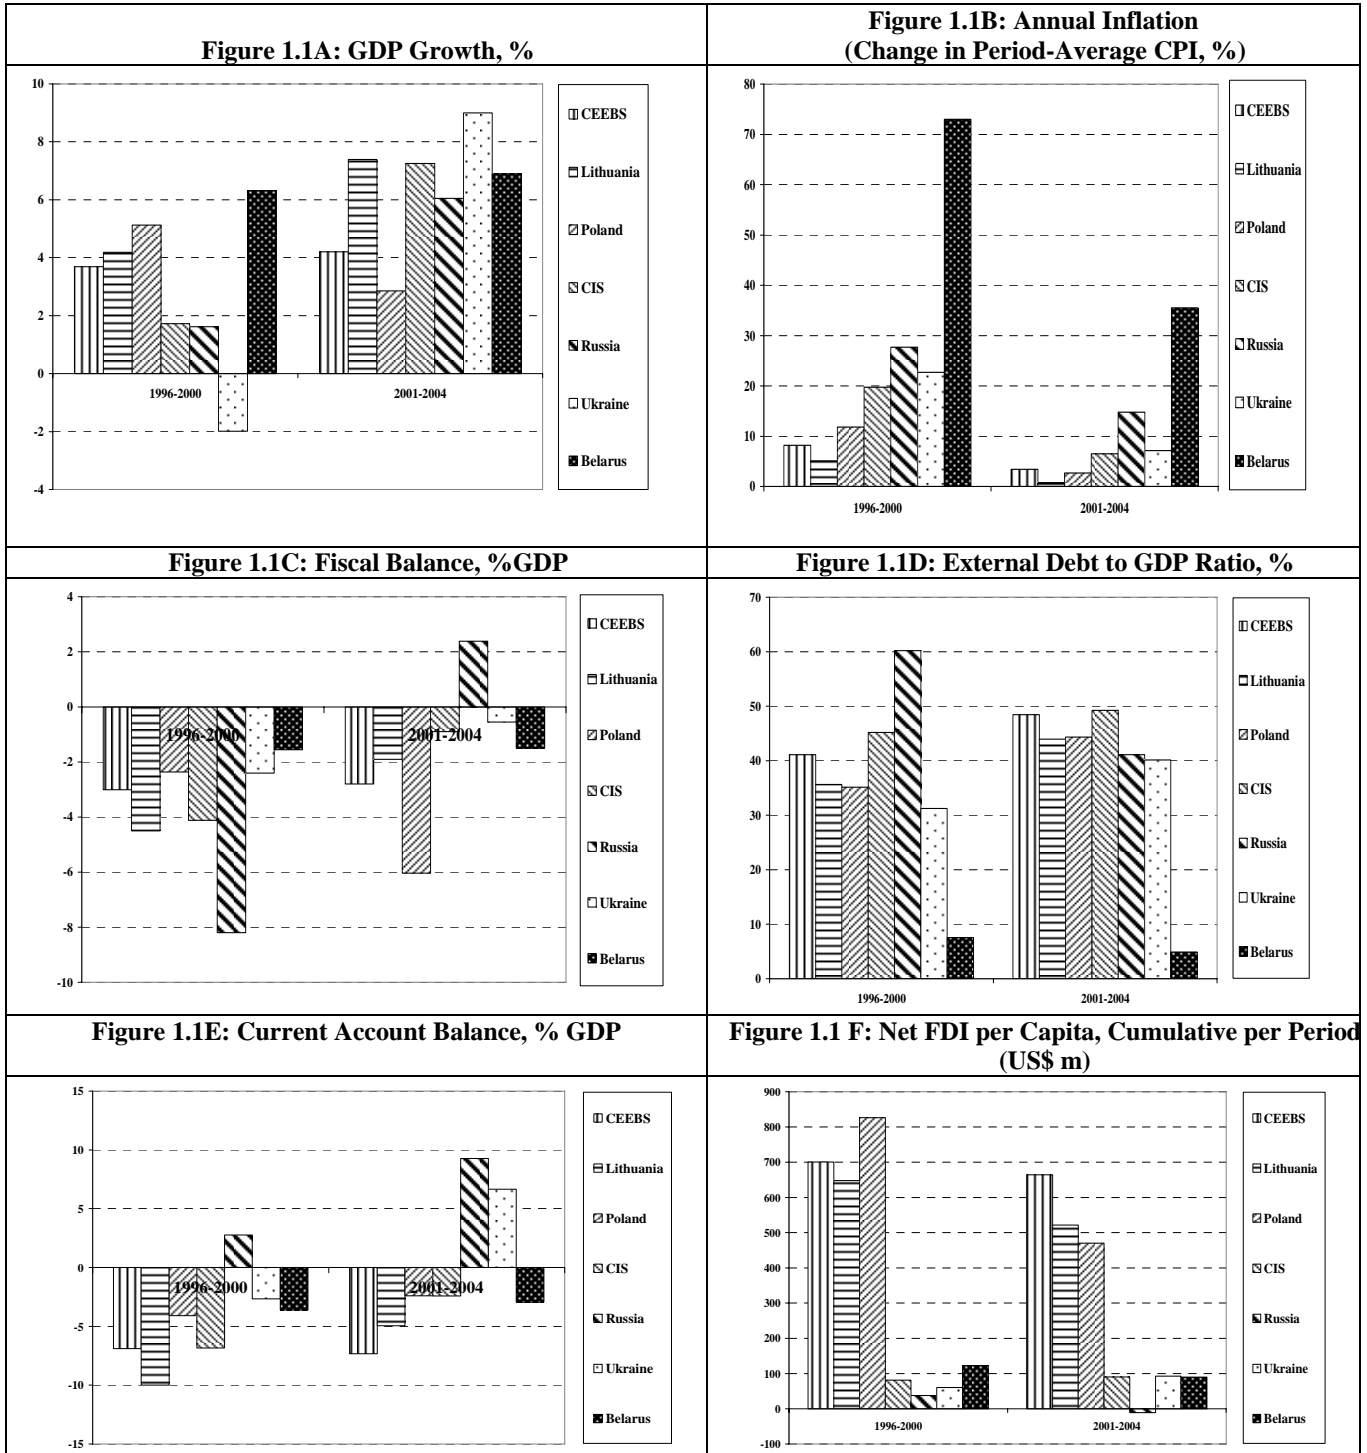 Figure 1.1A: GDP Growth, %
Figure 1.1B: Annual Inflation
(Change in Period-Average CPI, %)
10
8
6
4
2
0
-2
-4
1996-2000
2001-2004
CEEBS
Lithuania
Poland
CIS
Russia
Ukraine
Belarus
80
70
60
50
40
30
20
10
0
1996-2000
2001-2004
CEEBS
Lithuania
Poland
CIS
Russia
Ukraine
Belarus
Figure 1.1C: Fiscal Balance, %GDP
Figure 1.1D: External Debt to GDP Ratio, %
4
2
0
-2
-4
-6
-8
-10
1996-2000
2001-2004
CEEBS
Lithuania
Poland
CIS
Russia
Ukraine
Belarus
70
60
50
40
30
20
10
0
1996-2000
2001-2004
CEEBS
Lithuania
Poland
CIS
Russia
Ukraine
Belarus
Figure 1.1E: Current Account Balance, % GDP
Figure 1.1 F: Net FDI per Capita, Cumulative per Period
(US$ m)
15
10
5
0
-5
-10
-15
1996-2000
2001-2004
CEEBS
Lithuania
Poland
CIS
Russia
Ukraine
Belarus
900
800
700
600
500
400
300
200
100
0
-100
1996-2000
2001-2004
CEEBS
Lithuania
Poland
CIS
Russia
Ukraine
Belarus